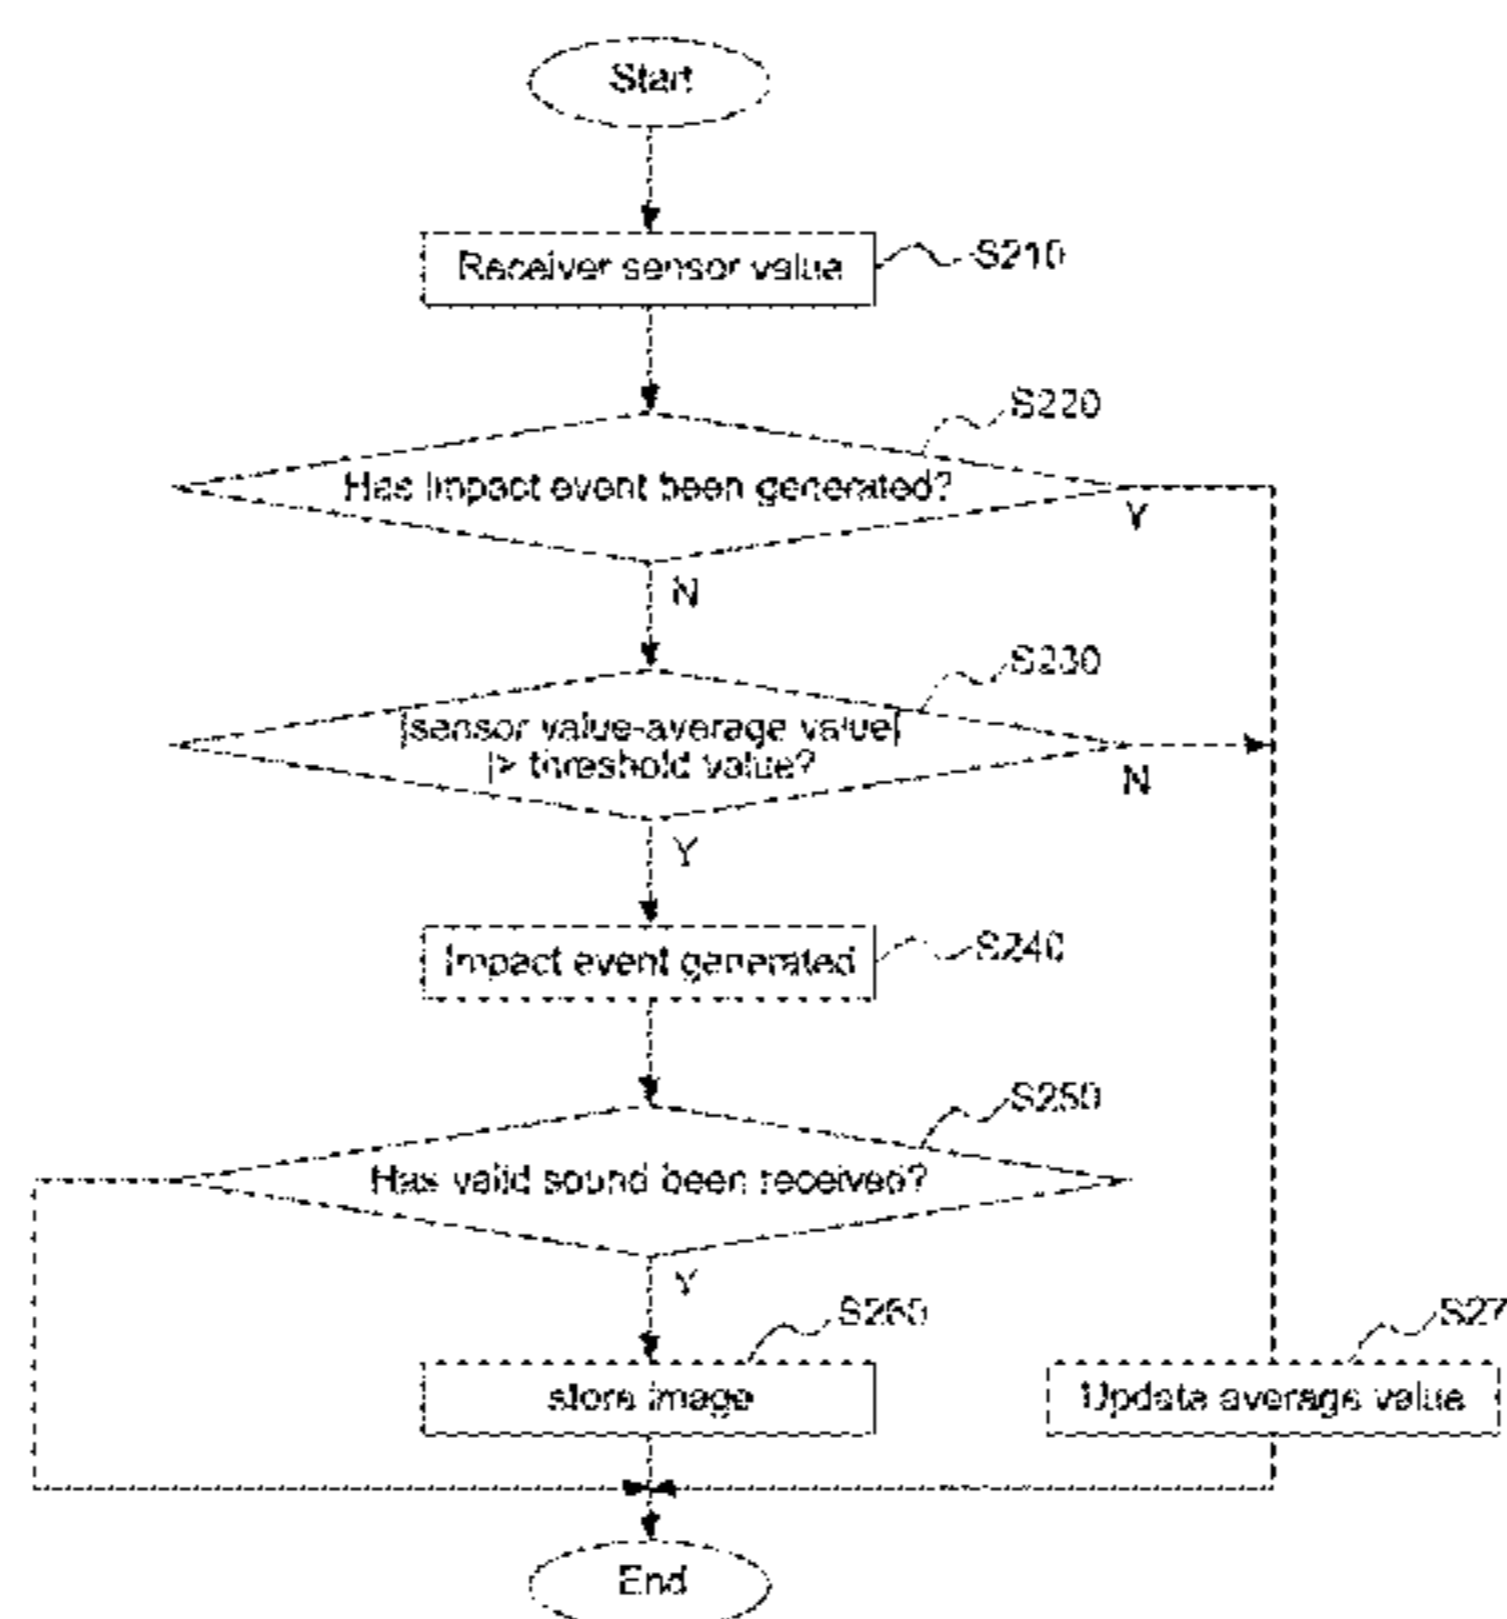 Start
Receiver sensor value
S210
S220
Has impact event been generated?
Y
N
S230
|sensor value-average value|
|> threshold value?
N
Y
Impact event generated
S240
S250
Has valid sound been received?
Y
S260
S27
store image
Update average value
End